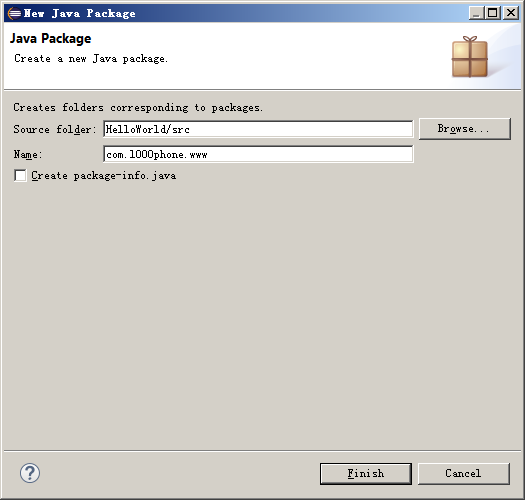 New Java Package
Java Package
Create a new Java package.
Creates folders corresponding to packages.
Source folder: HelloWorld/src Browse...
Name: com.1000phone.www
Create package-info.java
? Finish Cancel